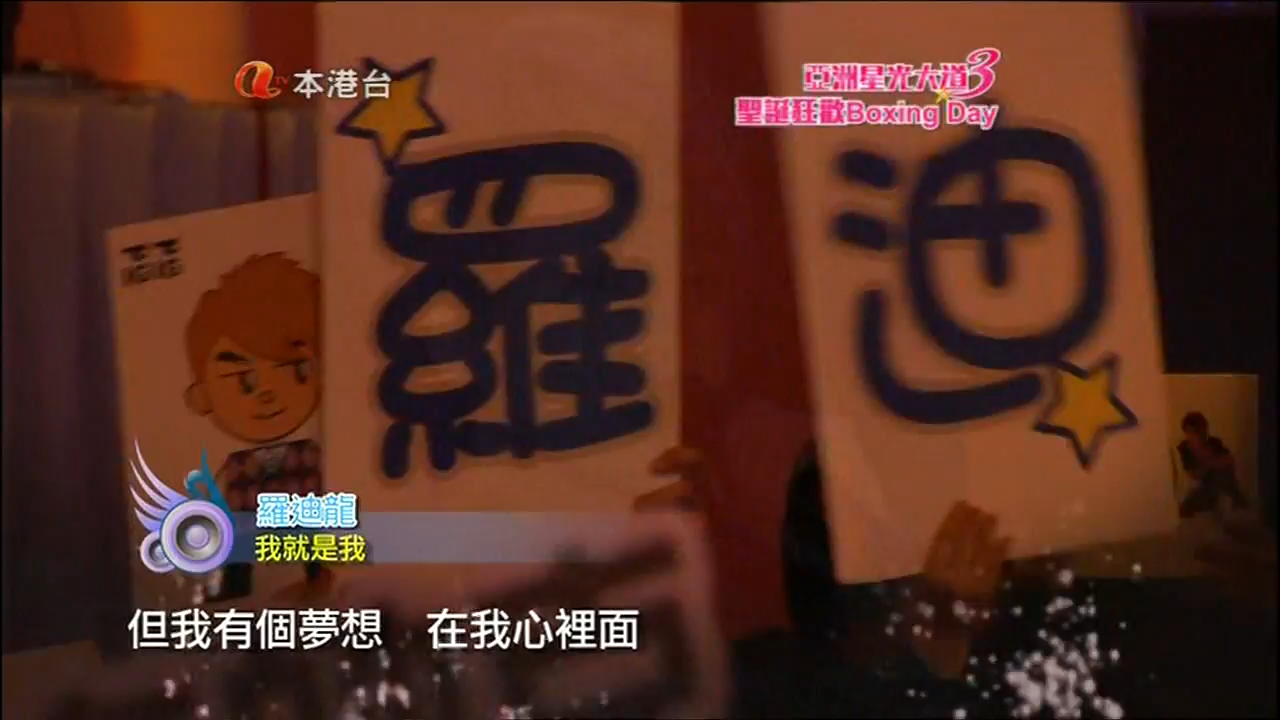 aTV 本港台
亞洲星光大道3
聖誕狂歡Boxing Day
羅
迪
羅迪龍
我就是我
但我有個夢想 在我心裡面